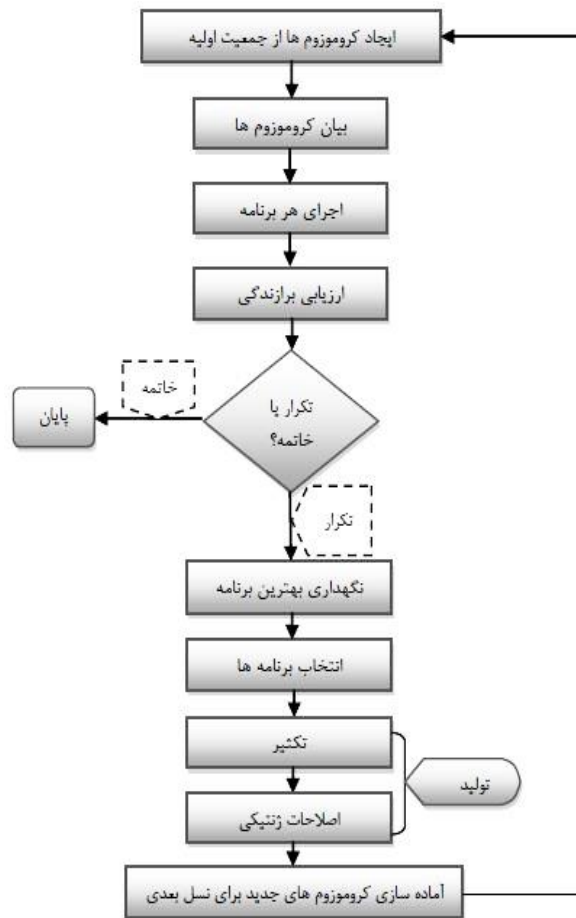 ایجاد کروموزوم ها از جمعیت اولیه
بیان کروموزوم ها
اجرای هر برنامه
ارزیابی برازندگی
تکرار یا
خاتمه؟
خاتمه
پایان
تکرار
نگهداری بهترین برنامه
انتخاب برنامه ها
تکثیر
تولید
اصلاحات ژنتیکی
آماده سازی کروموزوم های جدید برای نسل بعدی